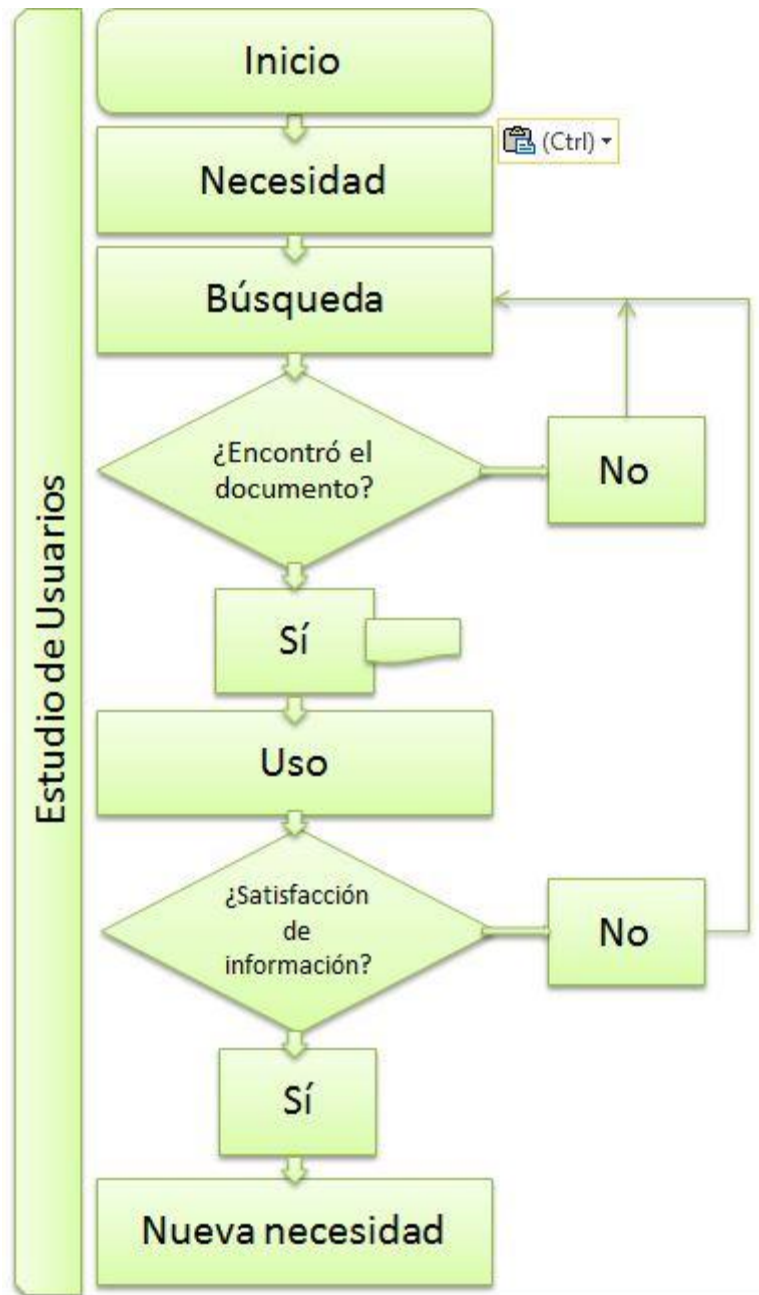 Estudio de Usuarios
Inicio
(Ctrl)
Necesidad
Búsqueda
¿Encontró el
documento?
No
Sí
Uso
¿Satisfacción
de
información?
No
Sí
Nueva necesidad